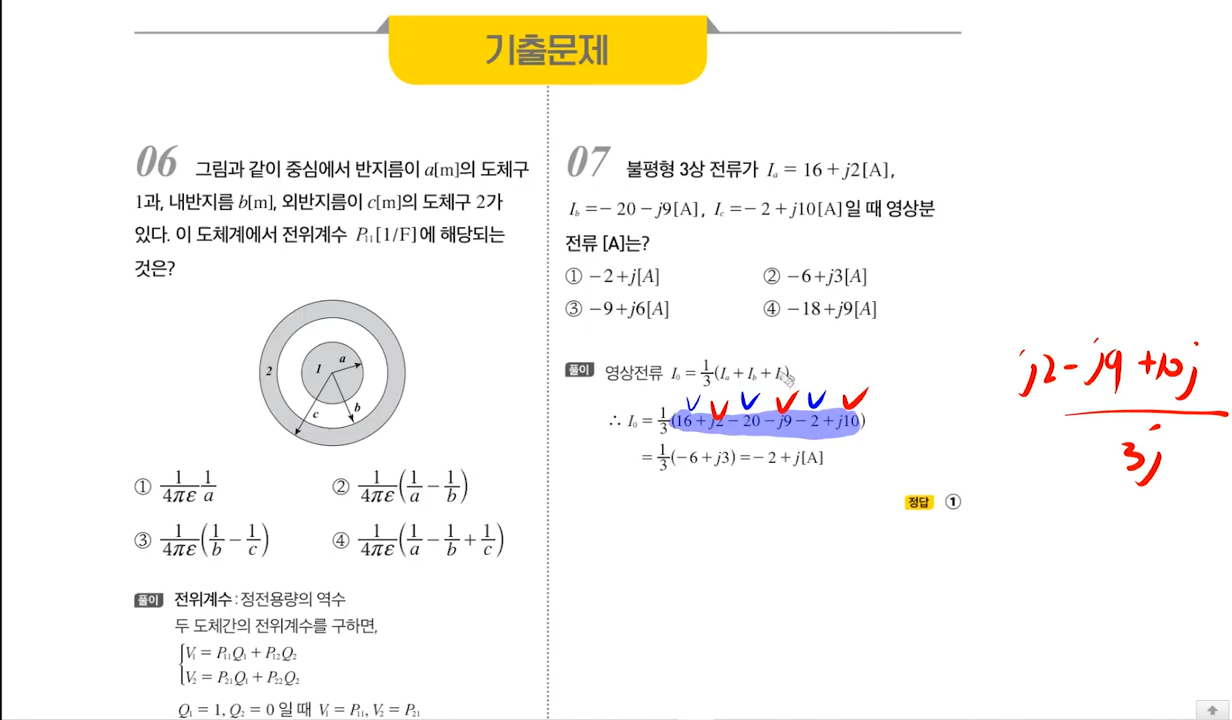 기출문제
06 그림과 같이 중심에서 반지름이 a[m]의 도체구
1과, 내반지름 b[m], 외반지름이 c[m]의 도체구 2가
있다. 이 도체계에서 전위계수 P₁₁[1/F]에 해당되는
것은?
2 1 a b c
① 1/4πε 1/a
② 1/4πε(1/a − 1/b)
③ 1/4πε(1/b − 1/c)
④ 1/4πε(1/a − 1/b + 1/c)
풀이 전위계수 : 정전용량의 역수
두 도체간의 전위계수를 구하면,
V₁ = P₁₁Q₁ + P₁₂Q₂
V₂ = P₂₁Q₁ + P₂₂Q₂
Q₁ = 1, Q₂ = 0 일 때 V₁ = P₁₁, V₂ = P₂₁
07 불평형 3상 전류가 Iₐ = 16 + j2[A],
I_b = − 20 − j9[A], I_c = − 2 + j10[A]일 때 영상분
전류 [A]는?
① −2+j[A] ② −6+j3[A]
③ −9+j6[A] ④ −18+j9[A]
풀이 영상전류 I₀ = 1/3(Iₐ + I_b + I_c)
∴ I₀ = 1/3(16 + j2 − 20 − j9 − 2 + j10)
= 1/3(−6 + j3) = − 2 + j[A]
정답 ①
j2 − j9 + 10j
3j